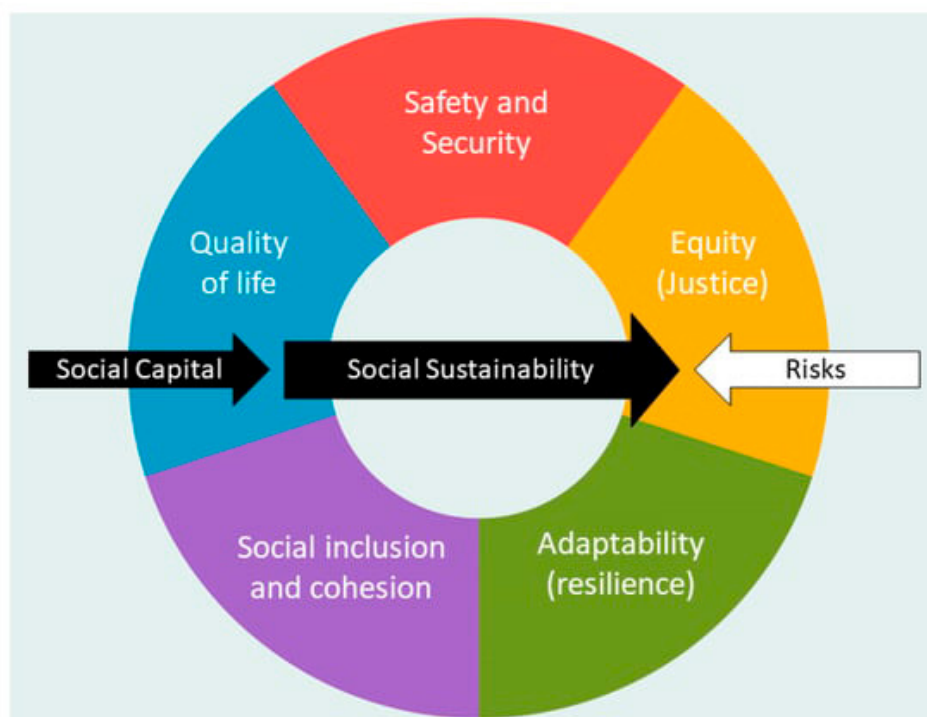 Safety and
Security
Quality
of life
Equity
(Justice)
Social Capital
Social Sustainability
Risks
Social inclusion
and cohesion
Adaptability
(resilience)